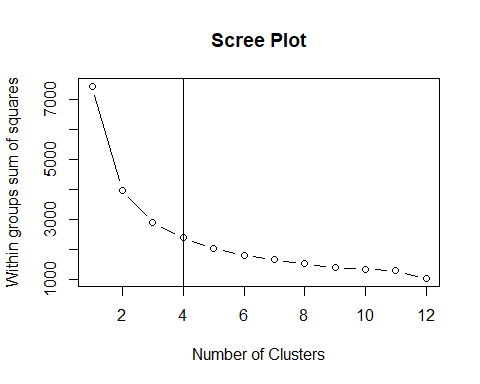 Scree Plot
Within groups sum of squares
7000
5000
3000
1000
2 4 6 8 10 12
Number of Clusters